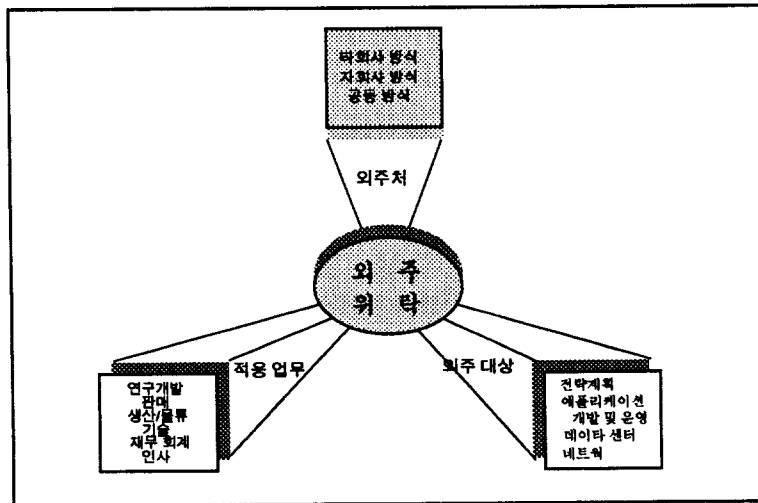 타회사 방식
자회사 방식
공동 방식
외주처
외 주
위 탁
적용 업무
외주 대상
연구개발
판매
생산/물류
기술
재무 회계
인사
전략계획
애플리케이션
개발 및 운영
데이타 센터
네트웍